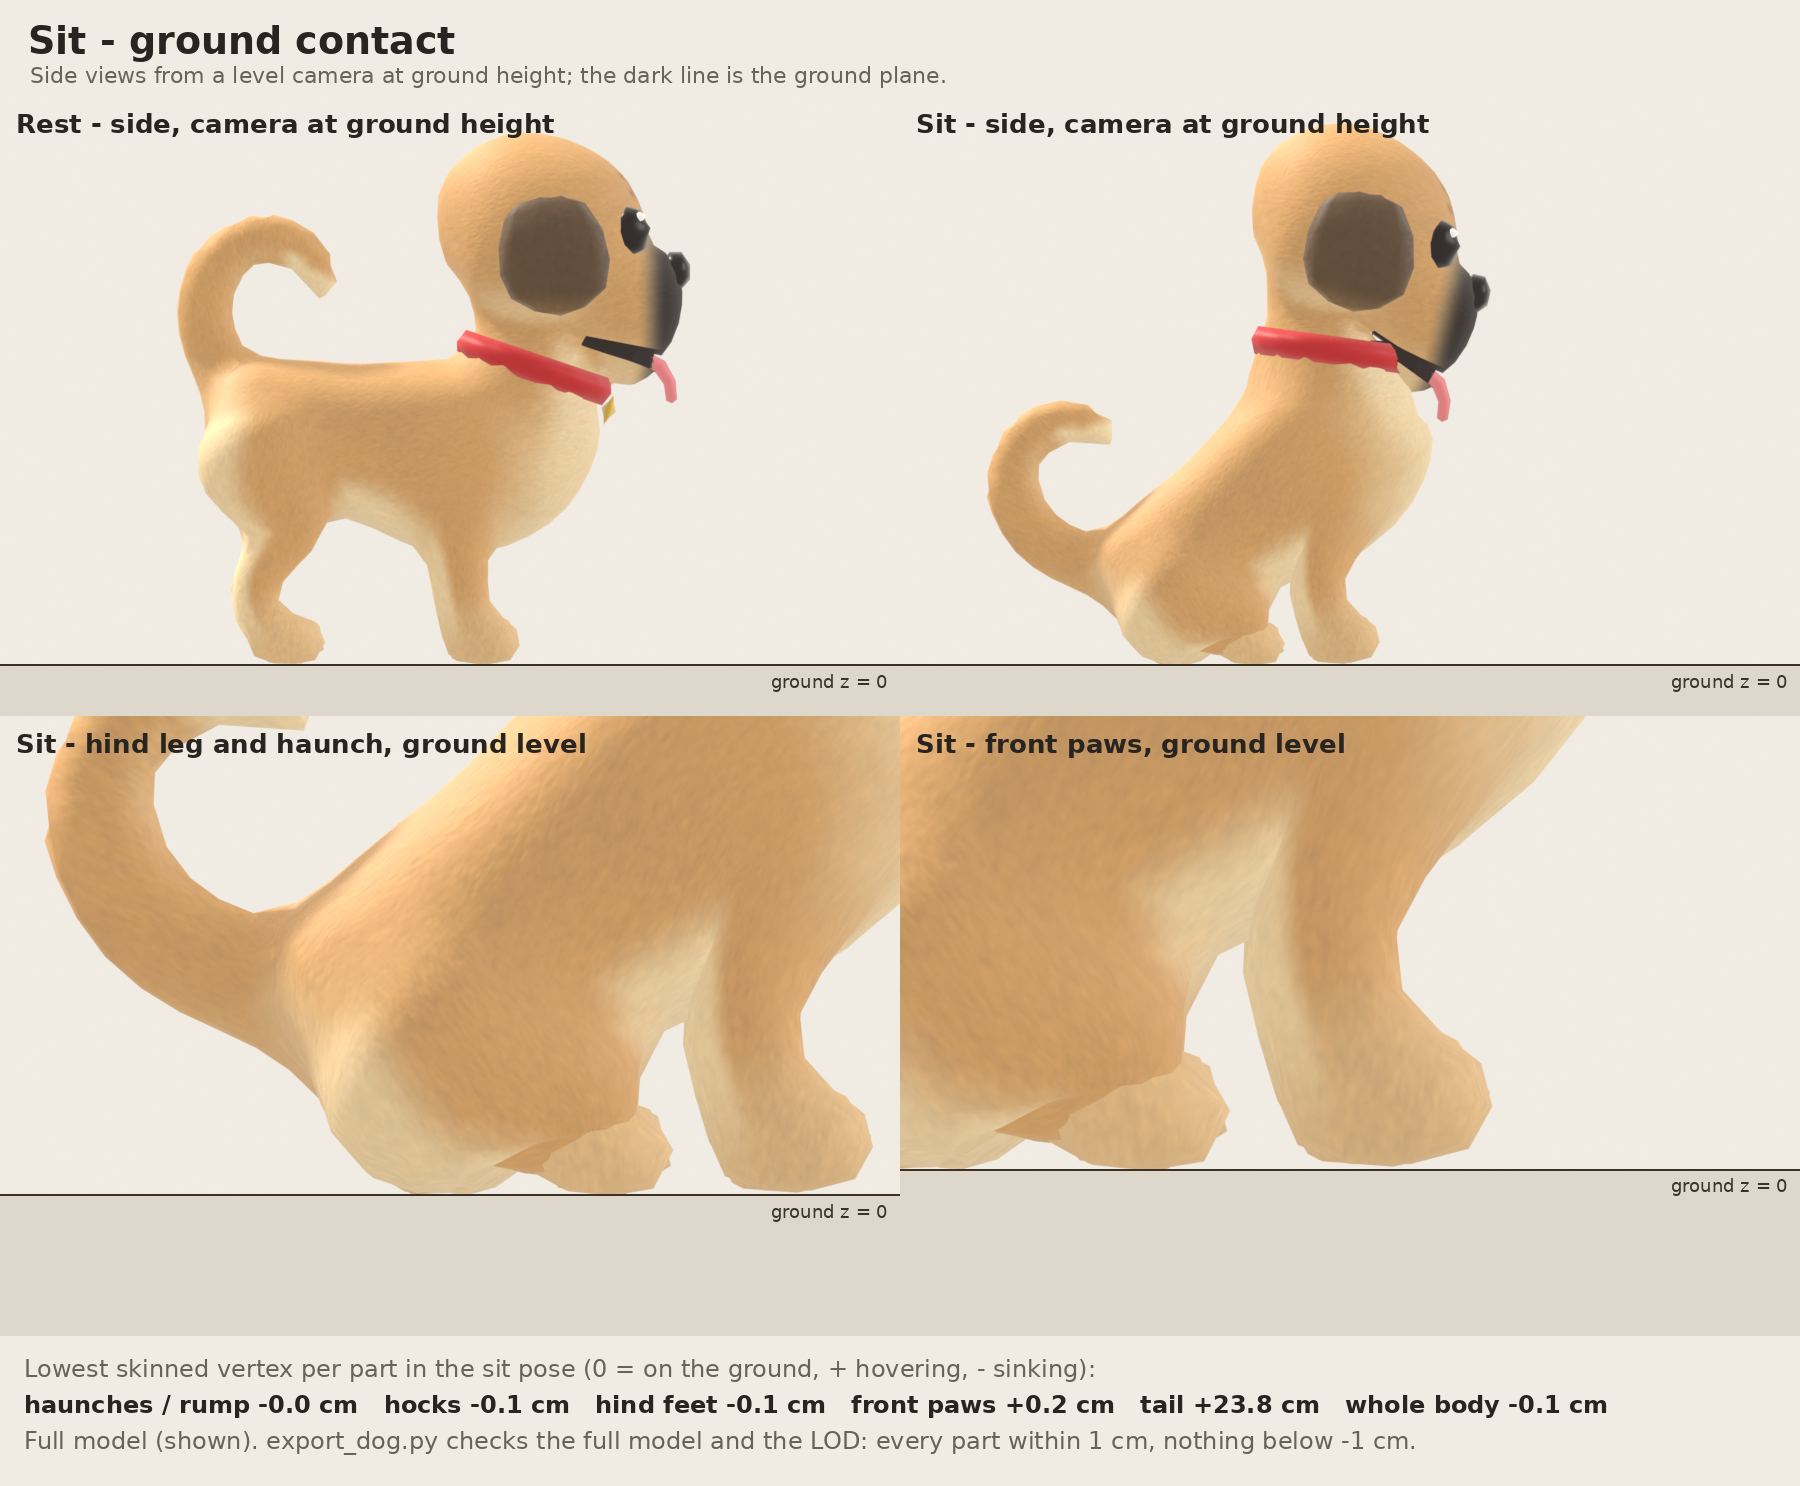 Sit - ground contact
Side views from a level camera at ground height; the dark line is the ground plane.
Rest - side, camera at ground height
Sit - side, camera at ground height
ground z = 0
ground z = 0
Sit - hind leg and haunch, ground level
Sit - front paws, ground level
ground z = 0
ground z = 0
Lowest skinned vertex per part in the sit pose (0 = on the ground, + hovering, - sinking):
haunches / rump -0.0 cm   hocks -0.1 cm   hind feet -0.1 cm   front paws +0.2 cm   tail +23.8 cm   whole body -0.1 cm
Full model (shown). export_dog.py checks the full model and the LOD: every part within 1 cm, nothing below -1 cm.